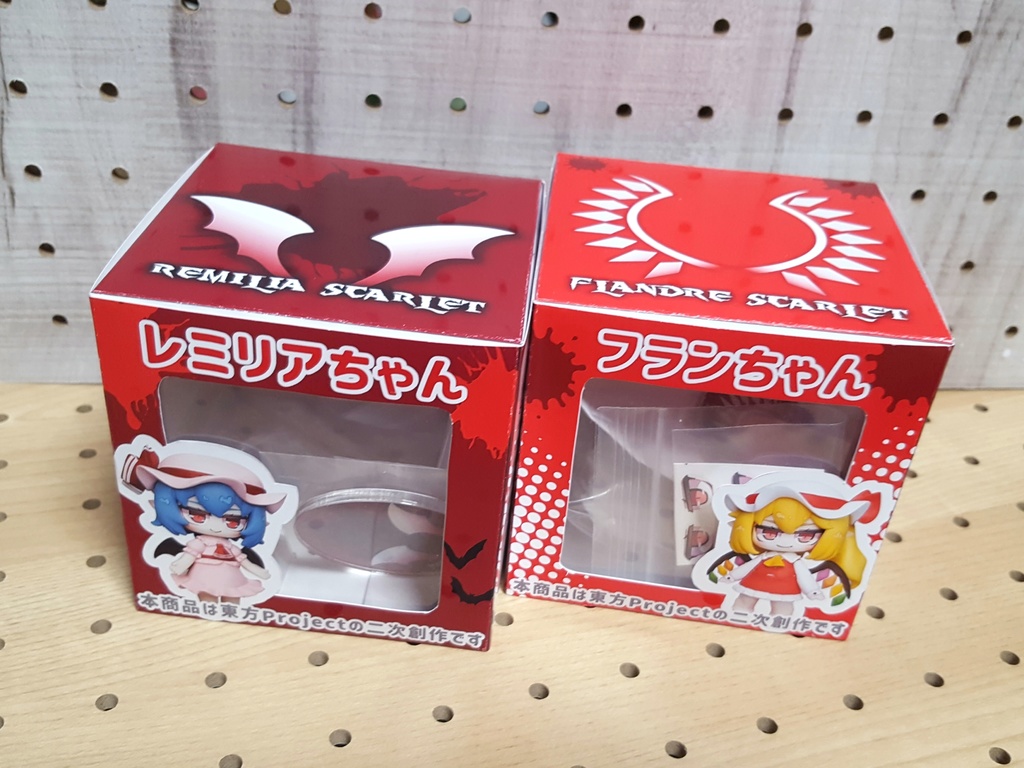 REMILIA SCARLET
レミリアちゃん
本商品は東方Projectの二次創作です
FLANDRE SCARLET
フランちゃん
本商品は東方Projectの二次創作です